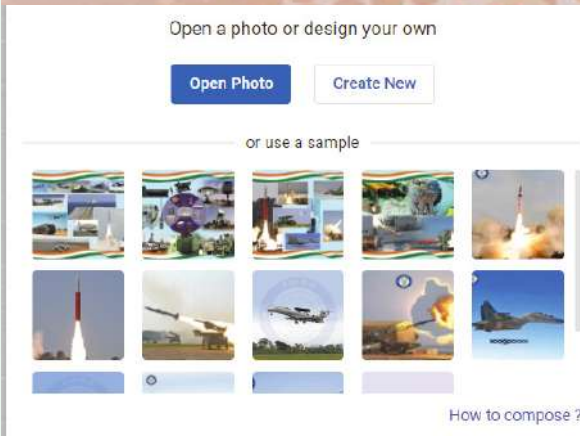 Open a photo or design your own
Open Photo
Create New
or use a sample
How to compose ?